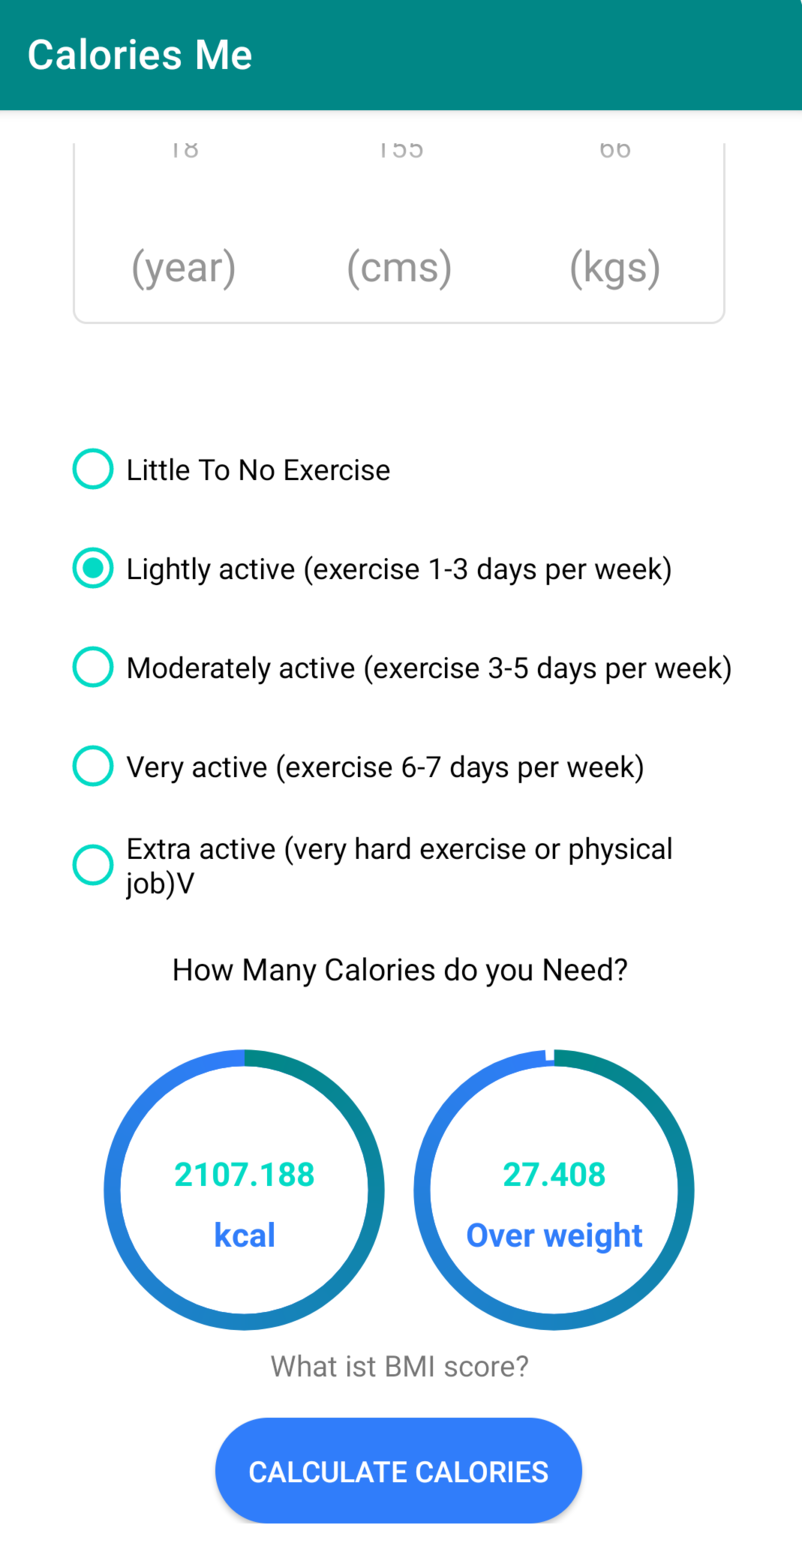 Calories Me
18 155 66
(year) (cms) (kgs)
Little To No Exercise
Lightly active (exercise 1-3 days per week)
Moderately active (exercise 3-5 days per week)
Very active (exercise 6-7 days per week)
Extra active (very hard exercise or physical
job)V
How Many Calories do you Need?
2107.188 27.408
kcal Over weight
What ist BMI score?
CALCULATE CALORIES